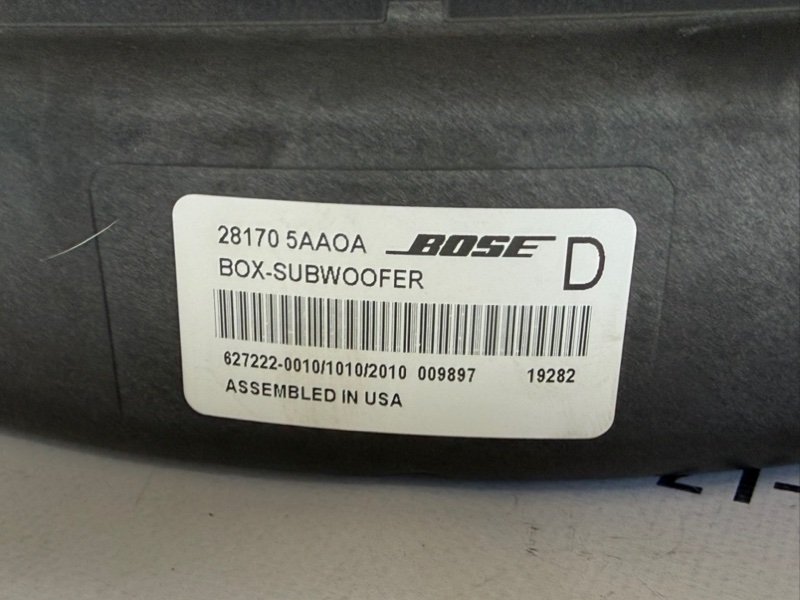 28170 5AA0A BOSE D
BOX-SUBWOOFER
627222-0010/1010/2010 009897 19282
ASSEMBLED IN USA